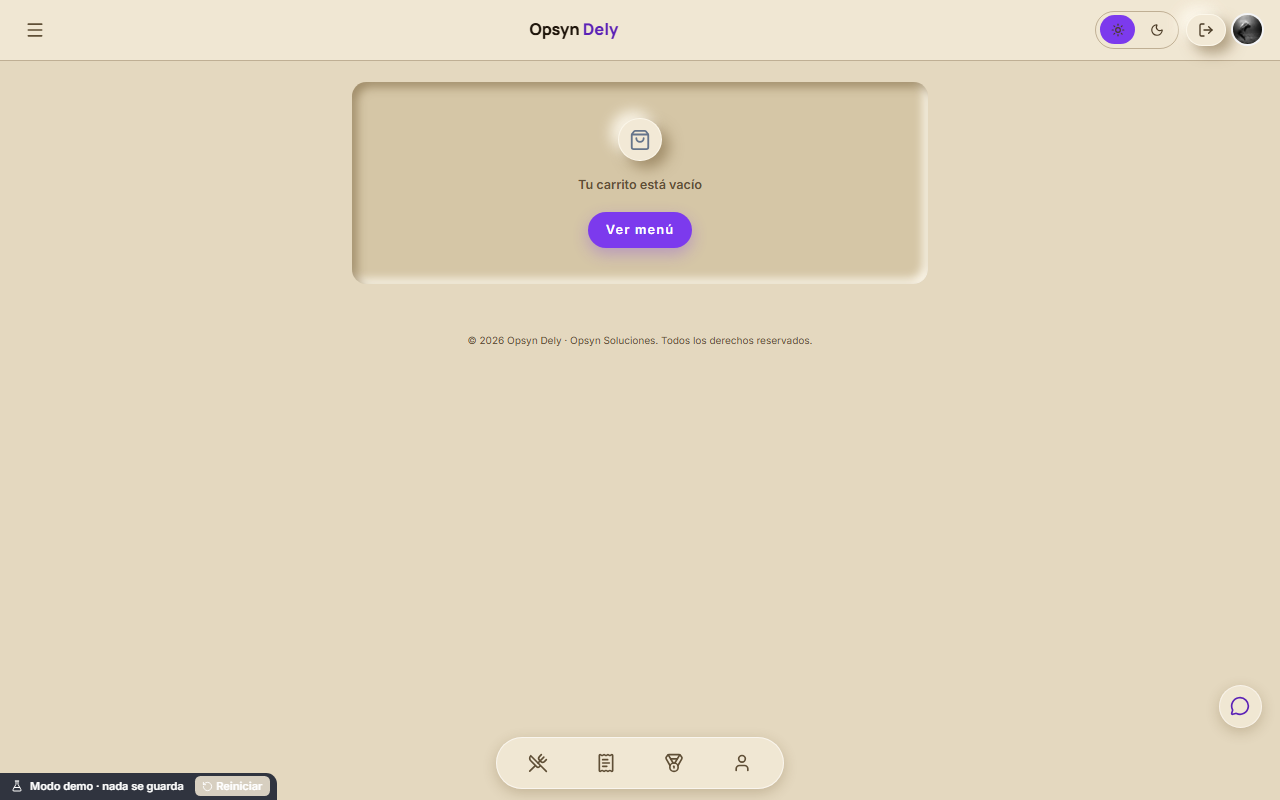 Opsyn Dely
Tu carrito está vacío
Ver menú
© 2026 Opsyn Dely · Opsyn Soluciones. Todos los derechos reservados.
Modo demo · nada se guarda
Reiniciar